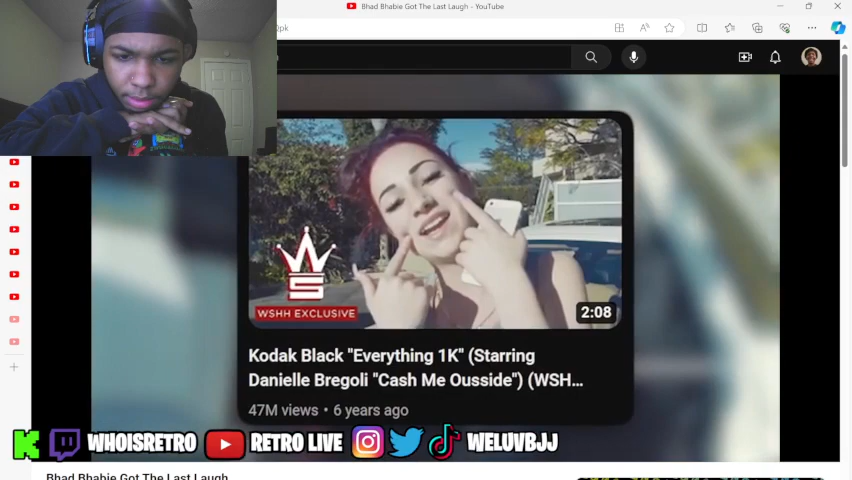 Bhad Bhabie Got The Last Laugh - YouTube
2pk
WSHH EXCLUSIVE
2:08
Kodak Black "Everything 1K" (Starring
Danielle Bregoli "Cash Me Ousside") (WSH...
47M views • 6 years ago
WHOISRETRO RETRO LIVE WELUVBJJ
Bhad Bhabie Got The Last Laugh